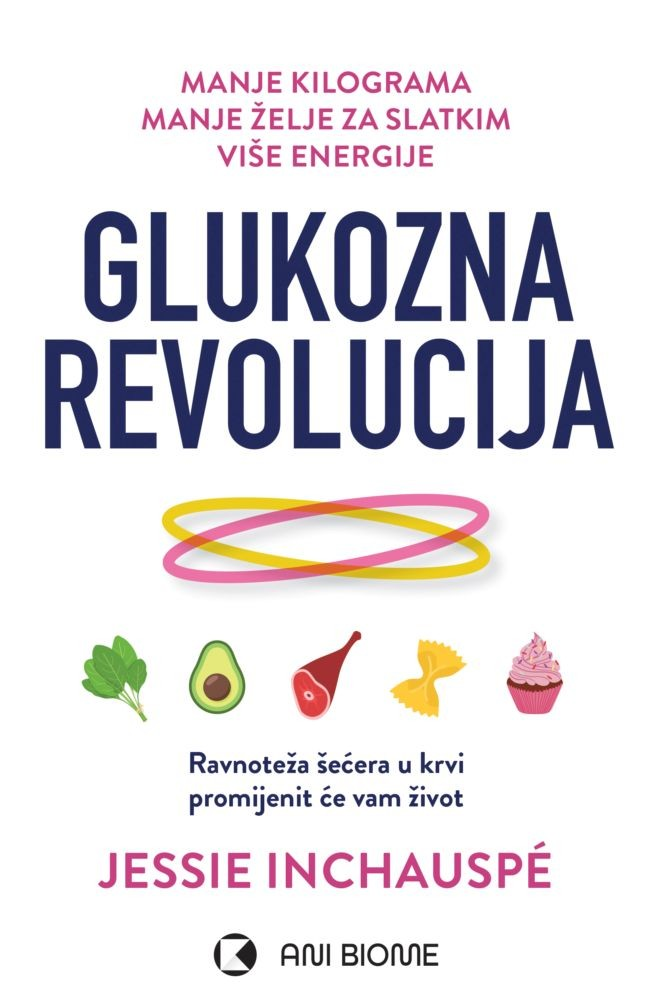 MANJE KILOGRAMA
MANJE ŽELJE ZA SLATKIM
VIŠE ENERGIJE
GLUKOZNA
REVOLUCIJA
Ravnoteža šećera u krvi
promijenit će vam život
JESSIE INCHAUSPÉ
ANI BIOME